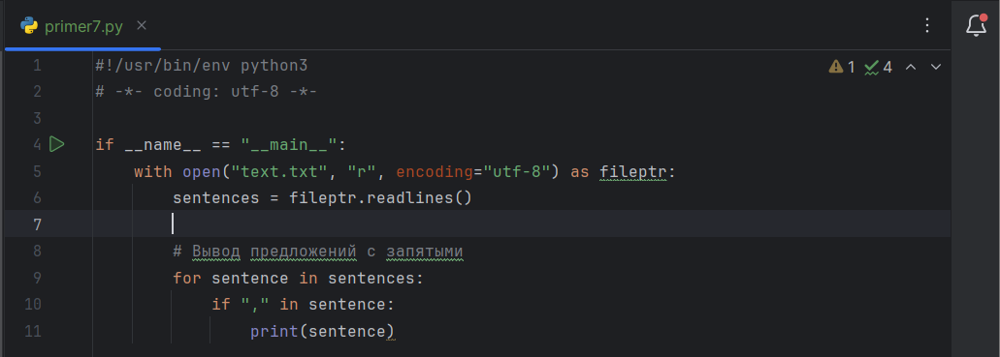 primer7.py
1 #!/usr/bin/env python3
2 # -*- coding: utf-8 -*-
3
4 if __name__ == "__main__":
5 with open("text.txt", "r", encoding="utf-8") as fileptr:
6 sentences = fileptr.readlines()
7
8 # Вывод предложений с запятыми
9 for sentence in sentences:
10 if "," in sentence:
11 print(sentence)
1 4